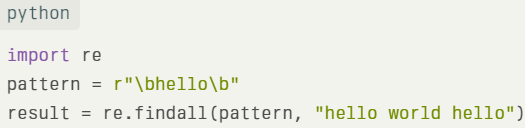 python
import re
pattern = r"\bhello\b"
result = re.findall(pattern, "hello world hello")